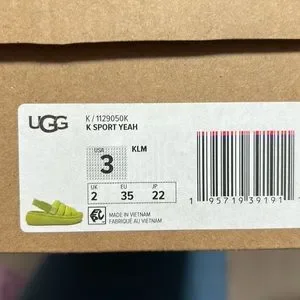 UGG
K / 1129050K
K SPORT YEAH
USA
3
KLM
UK EU JP
2 35 22
1 95719 39191
MADE IN VIETNAM
FABRIQUÉ AU VIETNAM